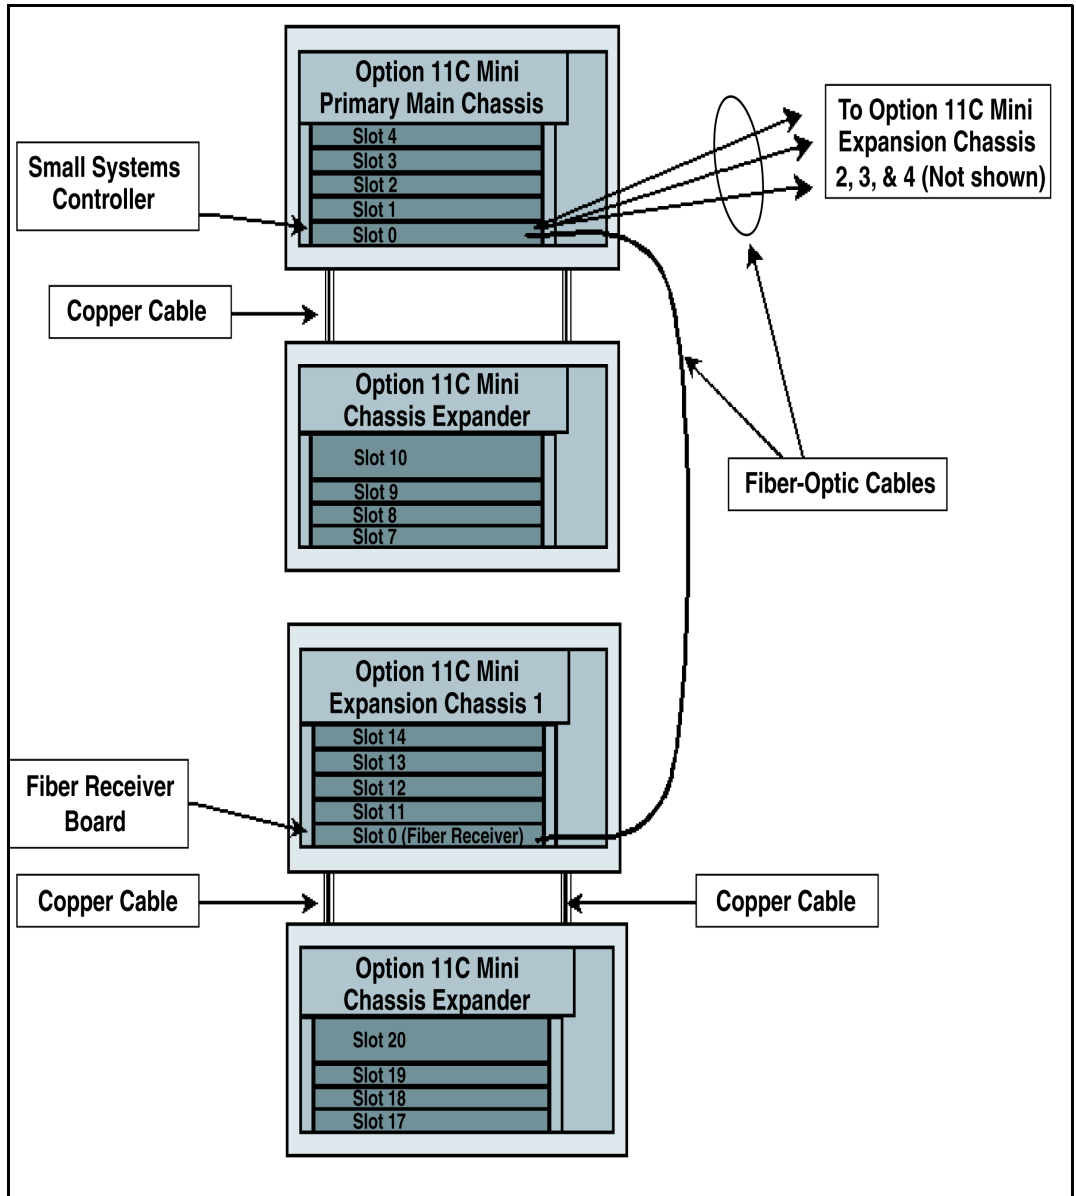 Option 11C Mini
Primary Main Chassis
Slot 4
Slot 3
Slot 2
Slot 1
Slot 0
To Option 11C Mini
Expansion Chassis
2, 3, & 4 (Not shown)
Small Systems
Controller
Copper Cable
Option 11C Mini
Chassis Expander
Slot 10
Slot 9
Slot 8
Slot 7
Fiber-Optic Cables
Option 11C Mini
Expansion Chassis 1
Slot 14
Slot 13
Slot 12
Slot 11
Slot 0 (Fiber Receiver)
Fiber Receiver
Board
Copper Cable
Copper Cable
Option 11C Mini
Chassis Expander
Slot 20
Slot 19
Slot 18
Slot 17